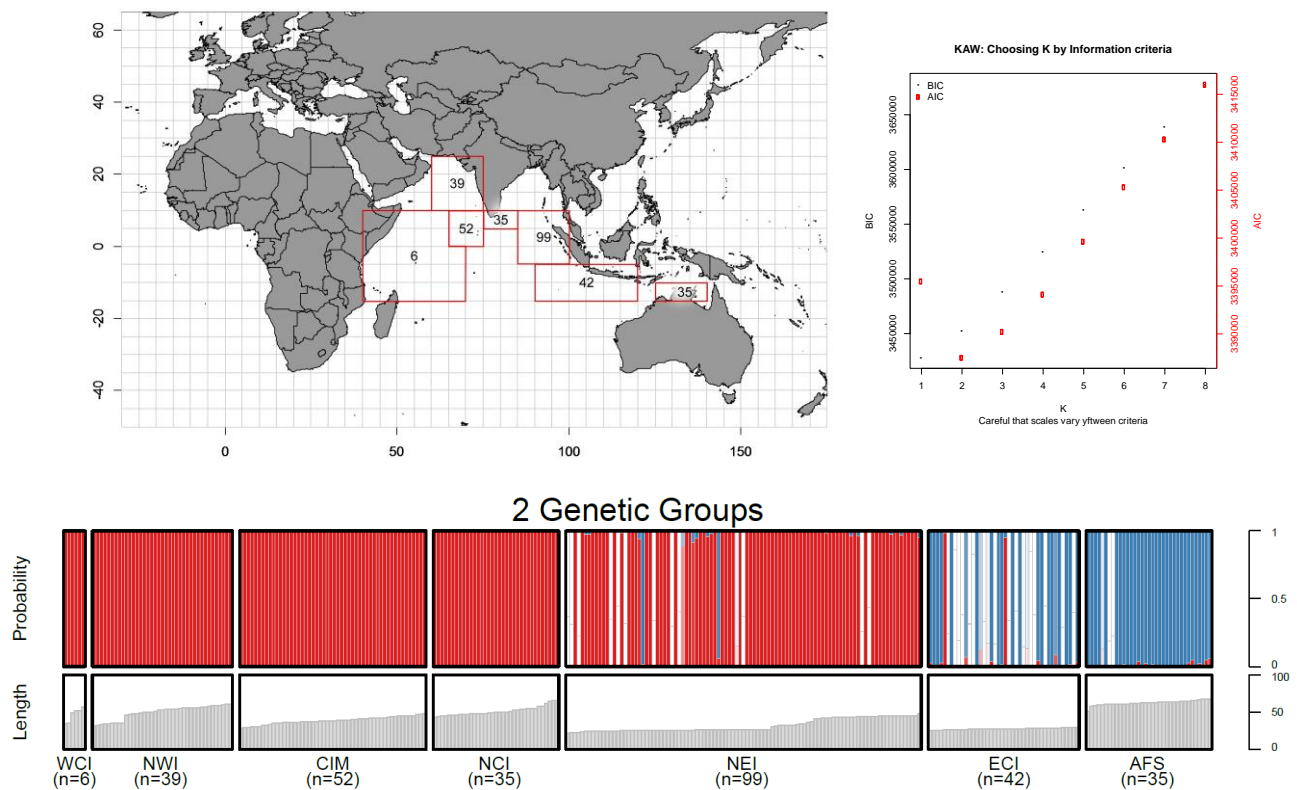 60
40
20
0
20
40
0
50
100
150
39
35
52
99
6
42
35
KAW: Choosing K by Information criteria
BIC
AIC
3650000
3600000
3550000
3500000
3450000
BIC
3415000
3410000
3405000
3400000
3395000
3390000
AIC
1 2 3 4 5 6 7 8
K
Careful that scales vary yftween criteria
2 Genetic Groups
Probability
1
0.5
0
Length
100
50
0
WCI NWI CIM NCI NEI ECI AFS
(n=6) (n=39) (n=52) (n=35) (n=99) (n=42) (n=35)